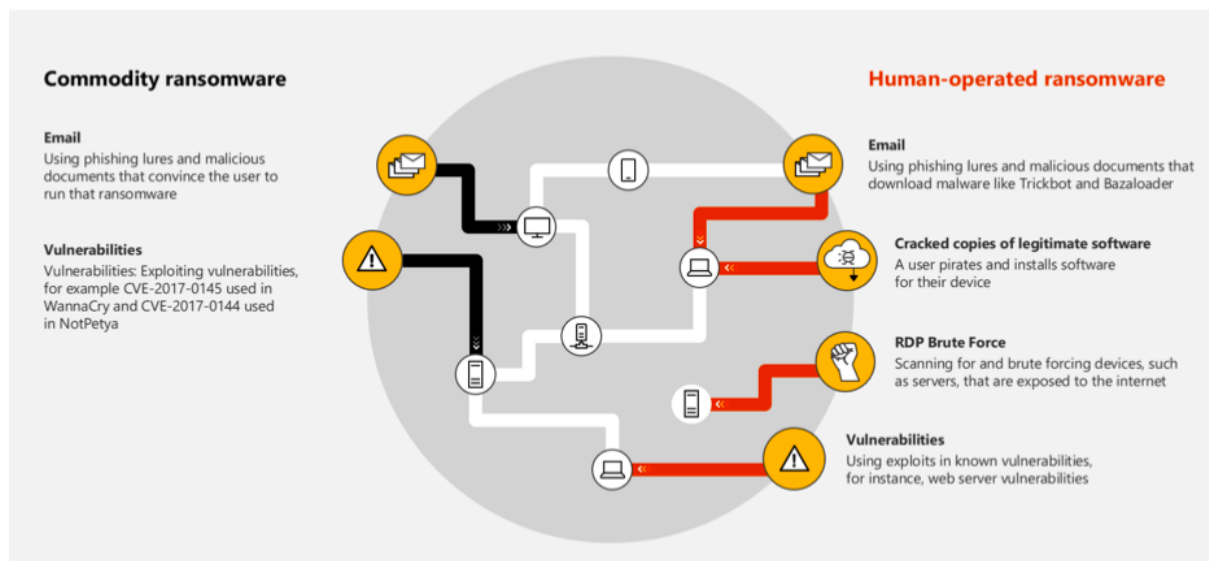 Commodity ransomware
Email
Using phishing lures and malicious
documents that convince the user to
run that ransomware
Vulnerabilities
Vulnerabilities: Exploiting vulnerabilities,
for example CVE-2017-0145 used in
WannaCry and CVE-2017-0144 used
in NotPetya
Human-operated ransomware
Email
Using phishing lures and malicious documents that
download malware like Trickbot and Bazaloader
Cracked copies of legitimate software
A user pirates and installs software
for their device
RDP Brute Force
Scanning for and brute forcing devices, such
as servers, that are exposed to the internet
Vulnerabilities
Using exploits in known vulnerabilities,
for instance, web server vulnerabilities